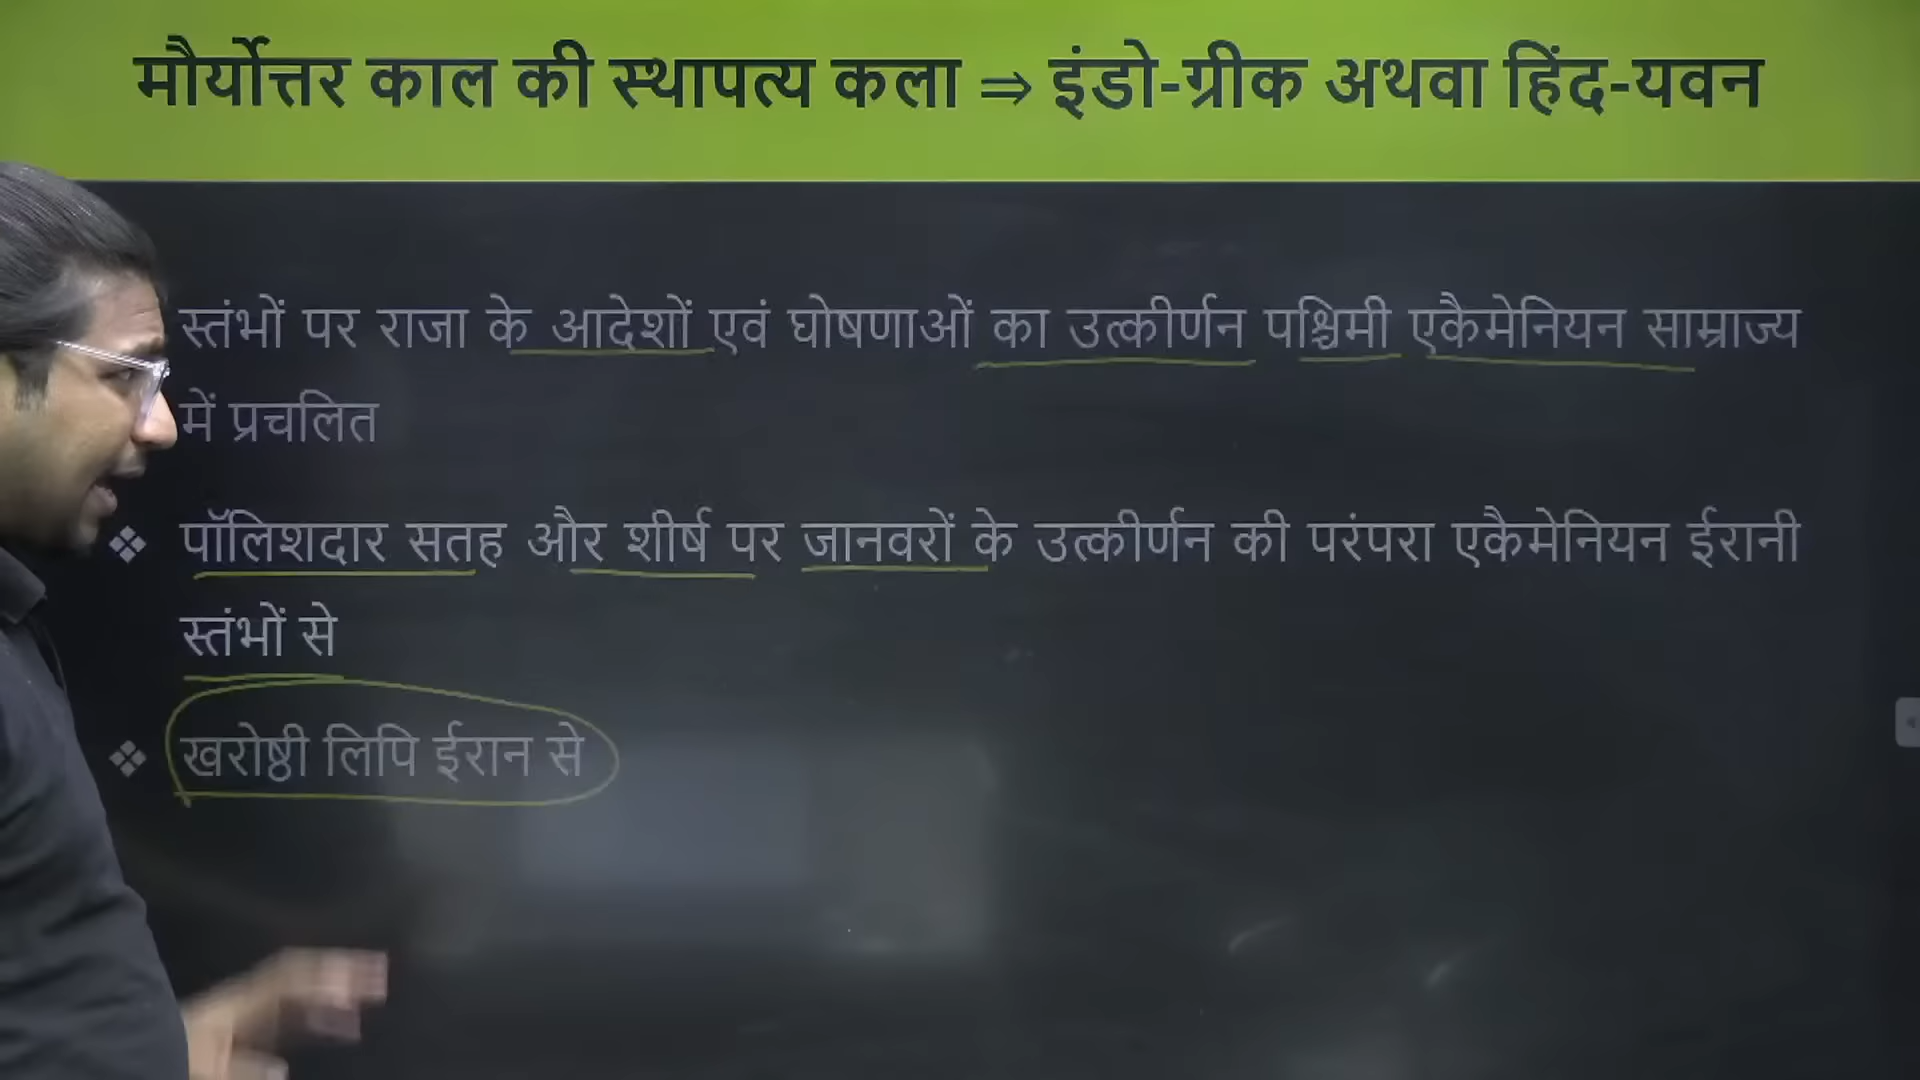 मौर्योत्तर काल की स्थापत्य कला ⇒ इंडो-ग्रीक अथवा हिंद-यवन
स्तंभों पर राजा के आदेशों एवं घोषणाओं का उत्कीर्णन पश्चिमी एकैमेनियन साम्राज्य
में प्रचलित
❖ पॉलिशदार सतह और शीर्ष पर जानवरों के उत्कीर्णन की परंपरा एकैमेनियन ईरानी
स्तंभों से
❖ खरोष्ठी लिपि ईरान से